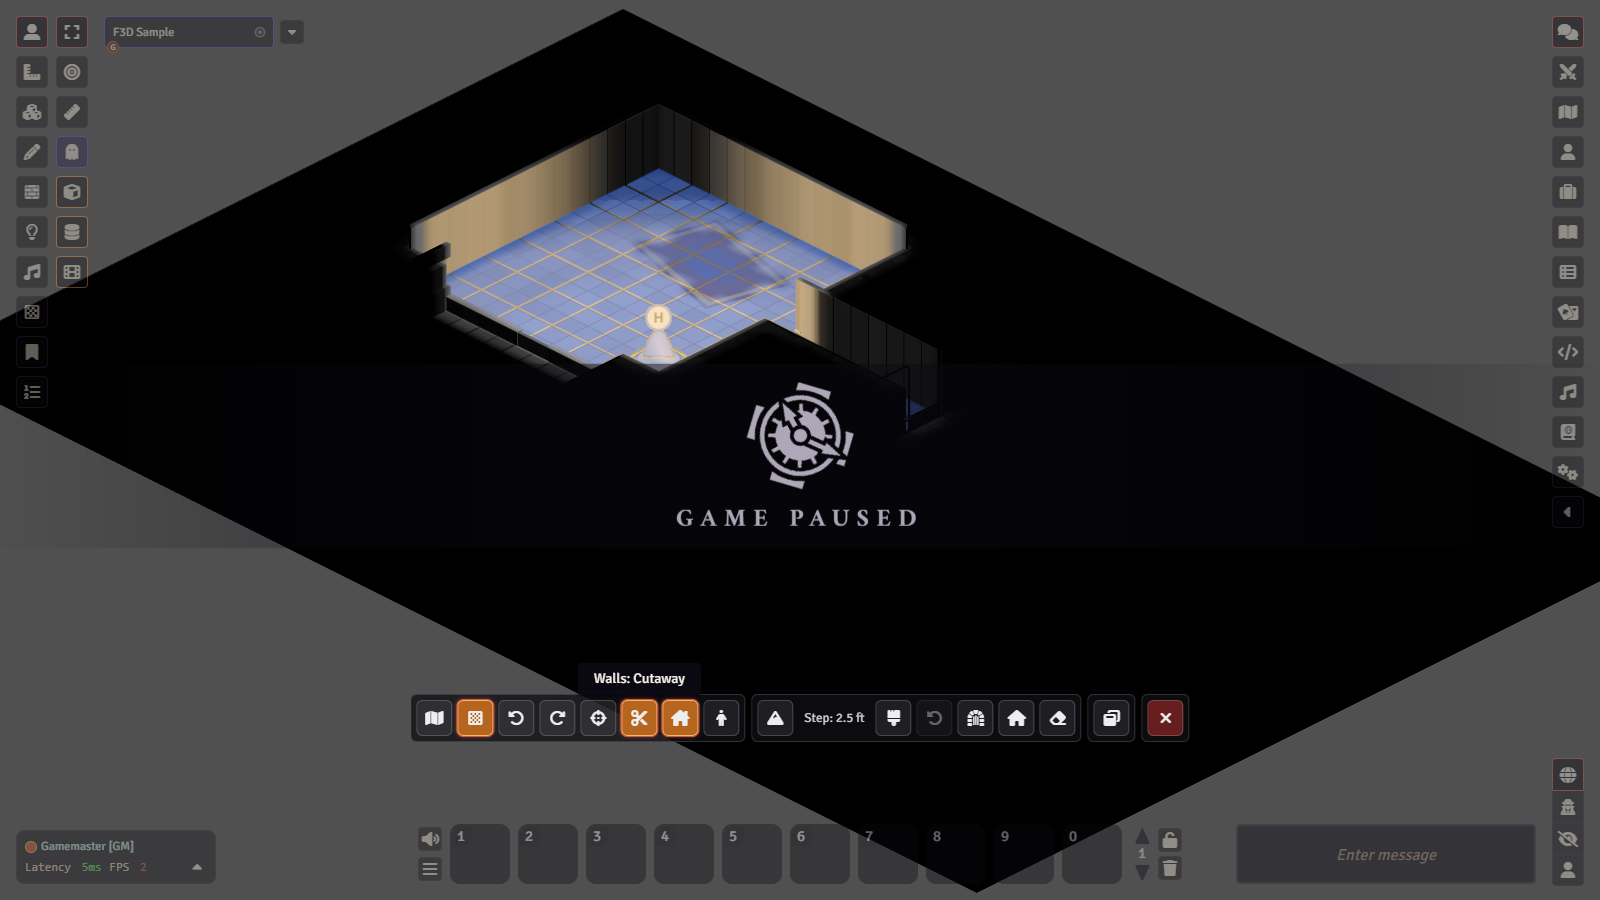 F3D Sample
G
H
GAME PAUSED
Walls: Cutaway
Step: 2.5 ft
1 2 3 4 5 6 7 8 9 0
1
Gamemaster [GM]
Latency 5ms FPS 2
Enter message